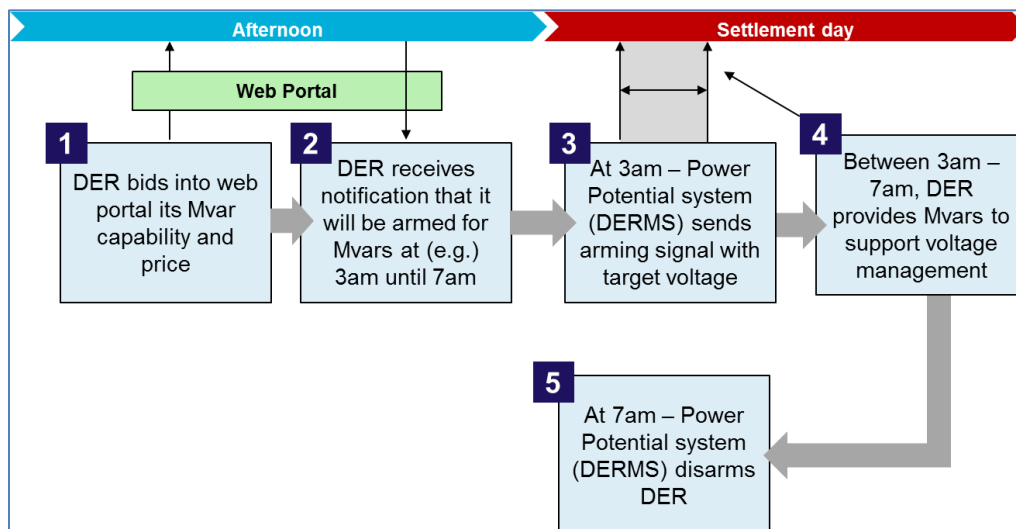 Afternoon
Settlement day
Web Portal
1
DER bids into web
portal its Mvar
capability and
price
2
DER receives
notification that it
will be armed for
Mvars at (e.g.)
3am until 7am
3
At 3am – Power
Potential system
(DERMS) sends
arming signal with
target voltage
4
Between 3am –
7am, DER
provides Mvars to
support voltage
management
5
At 7am – Power
Potential system
(DERMS) disarms
DER